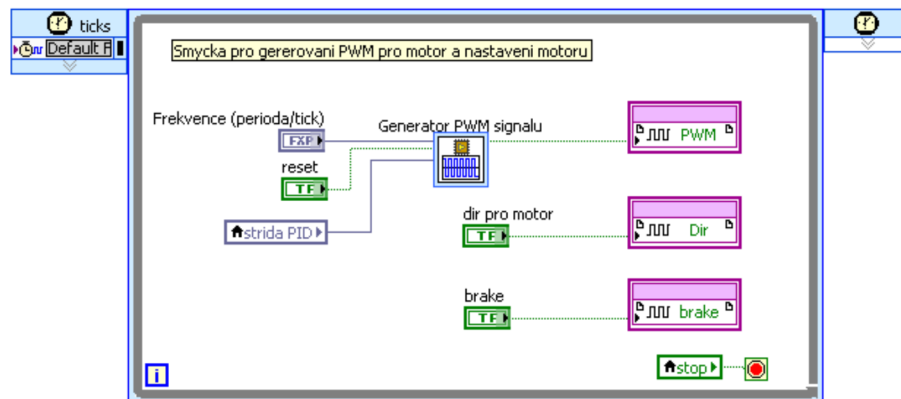 ticks
Default F
Smycka pro gererovani PWM pro motor a nastaveni motoru
Frekvence (perioda/tick)
FXP
Generator PWM signalu
PWM
reset
TF
strida PID
dir pro motor
TF
Dir
brake
TF
brake
stop
i